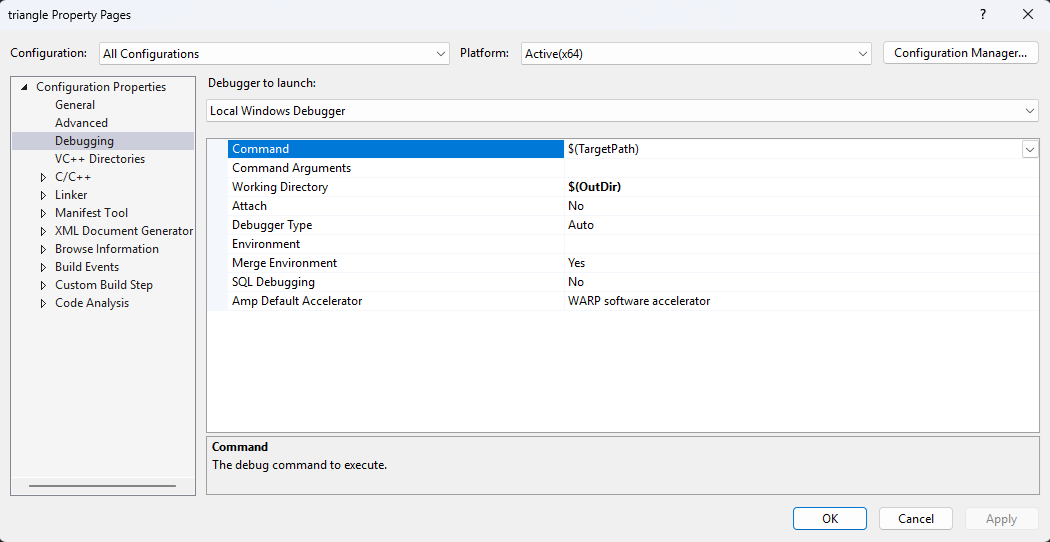 triangle Property Pages ?
Configuration: All Configurations Platform: Active(x64) Configuration Manager...
Configuration Properties
General
Advanced
Debugging
VC++ Directories
C/C++
Linker
Manifest Tool
XML Document Generator
Browse Information
Build Events
Custom Build Step
Code Analysis
Debugger to launch:
Local Windows Debugger
Command $(TargetPath)
Command Arguments
Working Directory $(OutDir)
Attach No
Debugger Type Auto
Environment
Merge Environment Yes
SQL Debugging No
Amp Default Accelerator WARP software accelerator
Command
The debug command to execute.
OK Cancel Apply